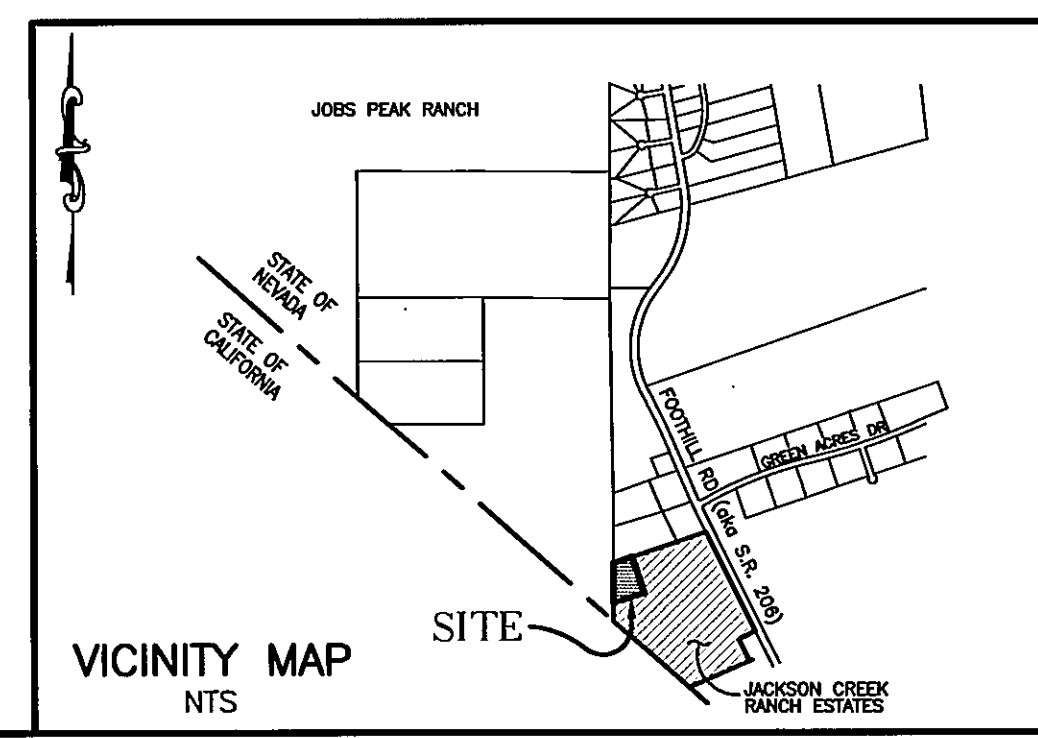 JOBS PEAK RANCH
STATE OF
NEVADA
STATE OF
CALIFORNIA
FOOTHILL RD (aka S.R. 206)
GREEN ACRES DR
SITE
JACKSON CREEK
RANCH ESTATES
VICINITY MAP
NTS